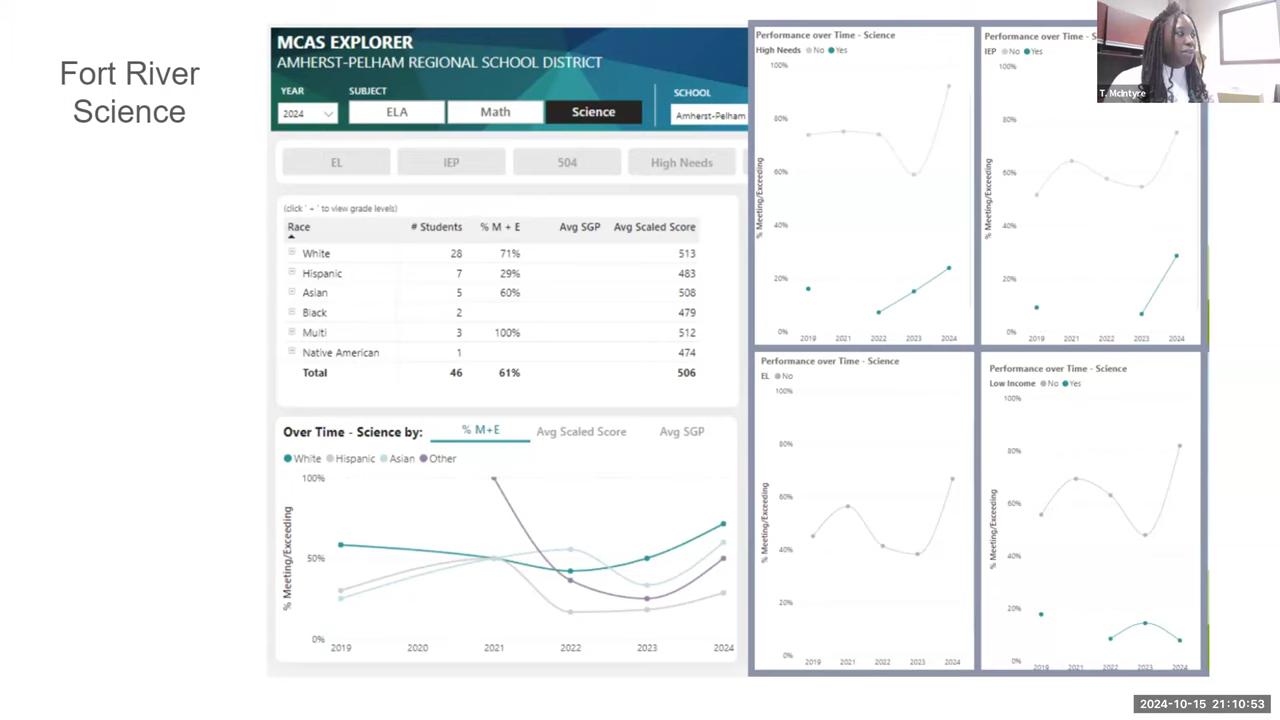 Fort River
Science
MCAS EXPLORER
AMHERST-PELHAM REGIONAL SCHOOL DISTRICT
YEAR
SUBJECT
SCHOOL
2024
ELA
Math
Science
Amherst-Pelham
EL
IEP
504
High Needs
(click ' + ' to view grade levels)
Race # Students % M + E Avg SGP Avg Scaled Score
White 28 71% 513
Hispanic 7 29% 483
Asian 5 60% 508
Black 2 479
Multi 3 100% 512
Native American 1 474
Total 46 61% 506
Over Time - Science by: % M+E Avg Scaled Score Avg SGP
White Hispanic Asian Other
100%
50%
0%
% Meeting/Exceeding
2019 2020 2021 2022 2023 2024
Performance over Time - Science
High Needs No Yes
100%
80%
60%
40%
20%
0%
% Meeting/Exceeding
2019 2021 2022 2023 2024
Performance over Time - S
IEP No Yes
100%
80%
60%
40%
20%
0%
% Meeting/Exceeding
2019 2021 2022 2023 2024
Performance over Time - Science
EL No
100%
80%
60%
40%
20%
0%
% Meeting/Exceeding
2019 2021 2022 2023 2024
Performance over Time - Science
Low Income No Yes
100%
80%
60%
40%
20%
0%
% Meeting/Exceeding
2019 2021 2022 2023 2024
T. McIntyre
2024-10-15 21:10:53